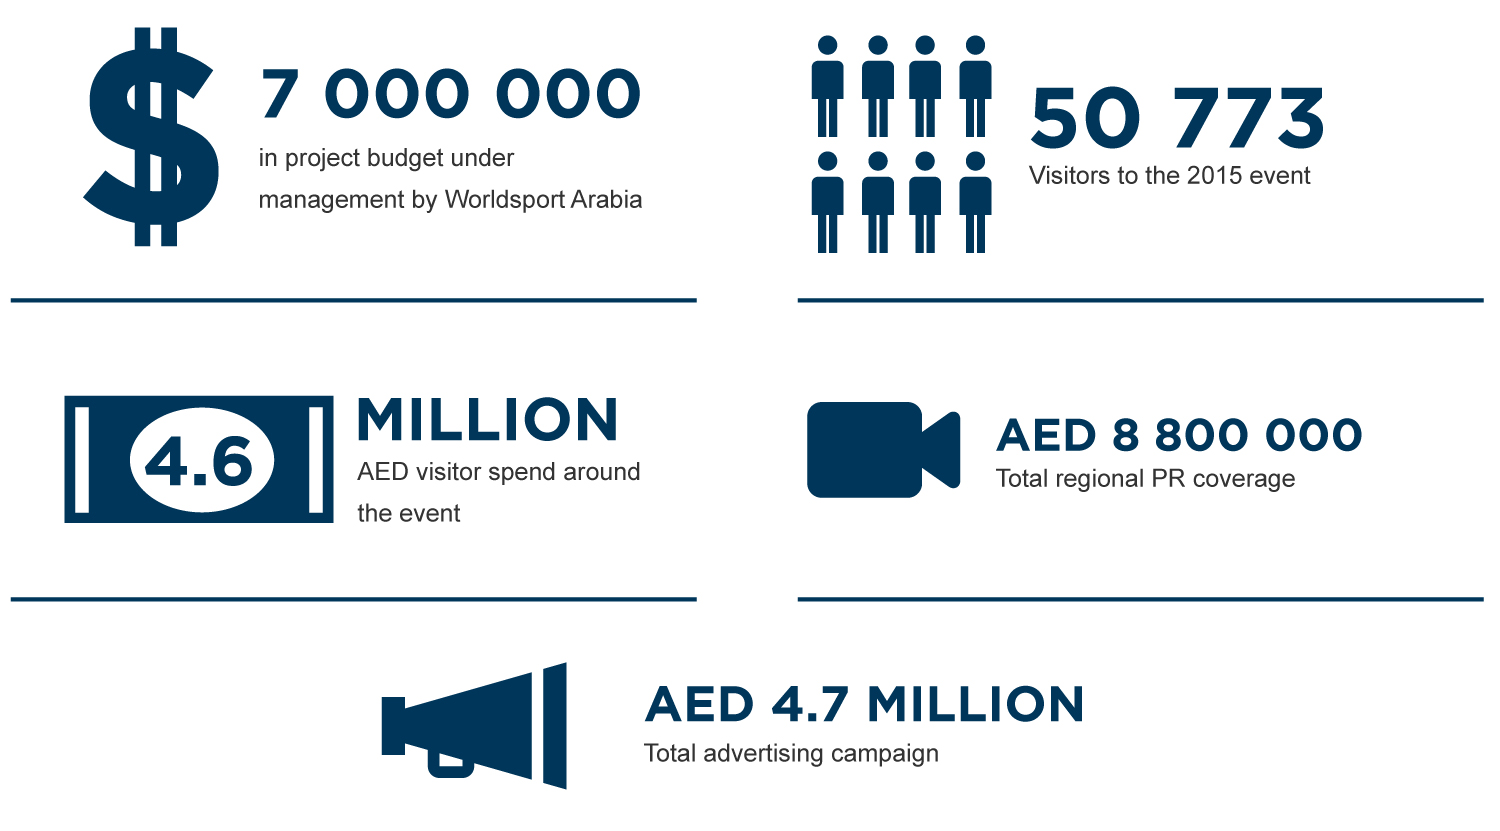 $ 7 000 000
in project budget under
management by Worldsport Arabia
50 773
Visitors to the 2015 event
4.6 MILLION
AED visitor spend around
the event
AED 8 800 000
Total regional PR coverage
AED 4.7 MILLION
Total advertising campaign